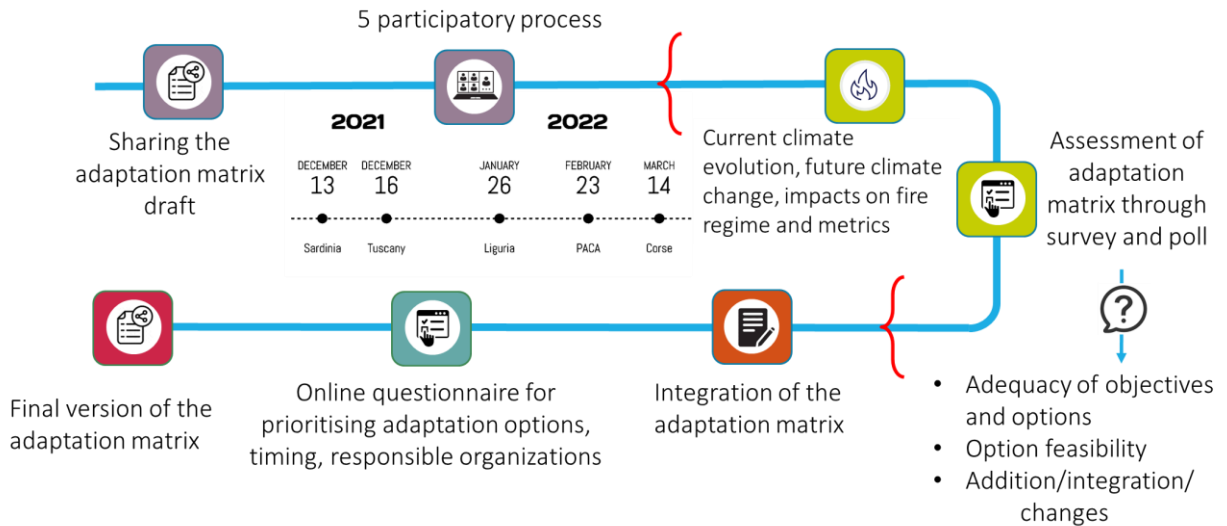 5 participatory process
Sharing the
adaptation matrix
draft
2021
2022
DECEMBER
13
DECEMBER
16
JANUARY
26
FEBRUARY
23
MARCH
14
Sardinia
Tuscany
Liguria
PACA
Corse
Current climate
evolution, future climate
change, impacts on fire
regime and metrics
Assessment of
adaptation
matrix through
survey and poll
?
• Adequacy of objectives
and options
• Option feasibility
• Addition/integration/
changes
Integration of the
adaptation matrix
Online questionnaire for
prioritising adaptation options,
timing, responsible organizations
Final version of the
adaptation matrix